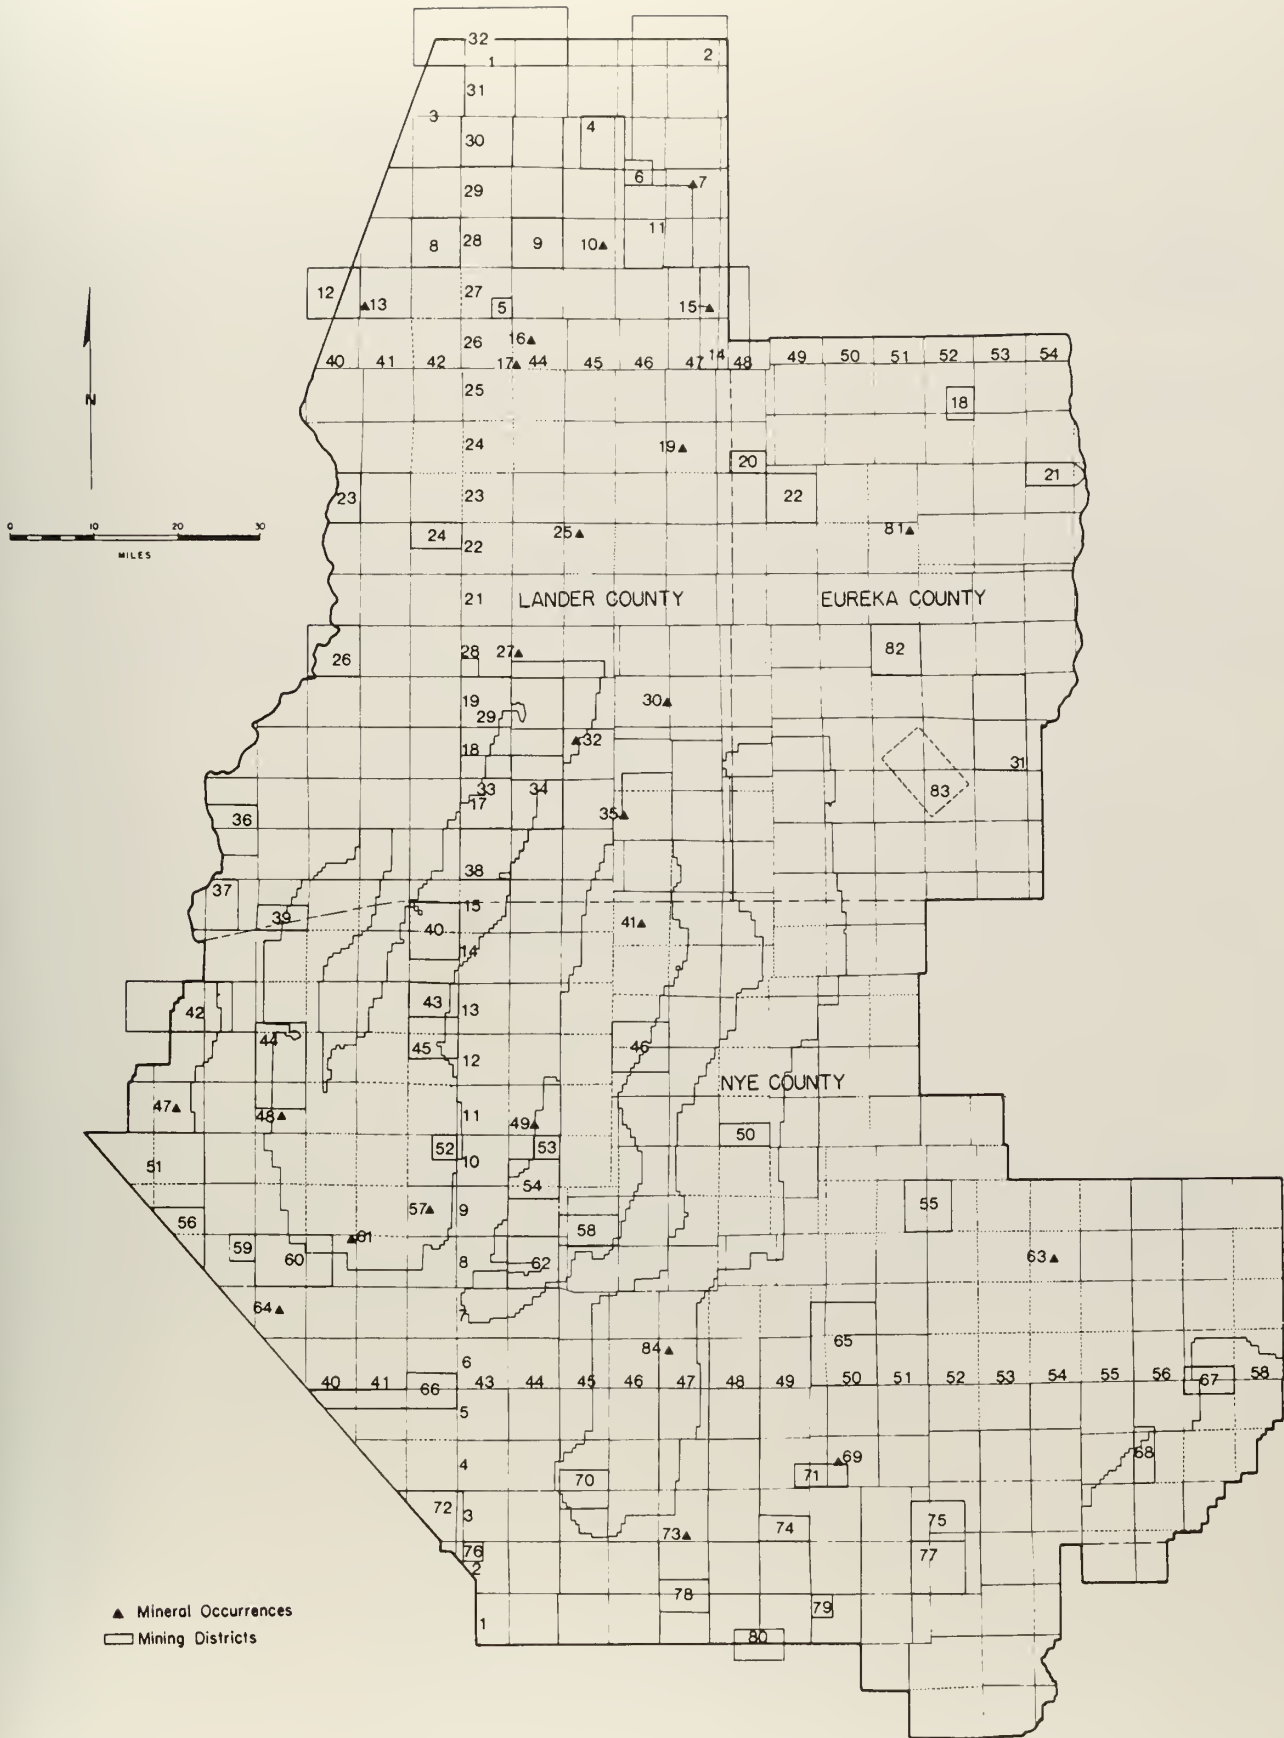 32
1 2
31
3
4
30
6 7
29
11
8 28 9 10
12 13 27 5 15
16
26
40 41 42 17 44 45 46 47 14 48 49 50 51 52 53 54
25
18
N
24 19
20
21
23 23 22
0 10 20 30
MILES
24 22 25 81
21 LANDER COUNTY EUREKA COUNTY
26 28 27 82
19 30
29
18 32
31
33 34 83
17
36 35
38
37
39 15
40 41
14
42 43 13
44
45 12 46
NYE COUNTY
47 48 11 49
50
52 53
51 10
54
57 9 55
56 58
59 61
60 8 62 63
64 7
65
84
6
40 41 66 43 44 45 46 47 48 49 50 51 52 53 54 55 56 67 58
5
68
4 69
70 71
72 3
73 74 75
76 77
2
78
79
▲ Mineral Occurrences
1
80
Mining Districts